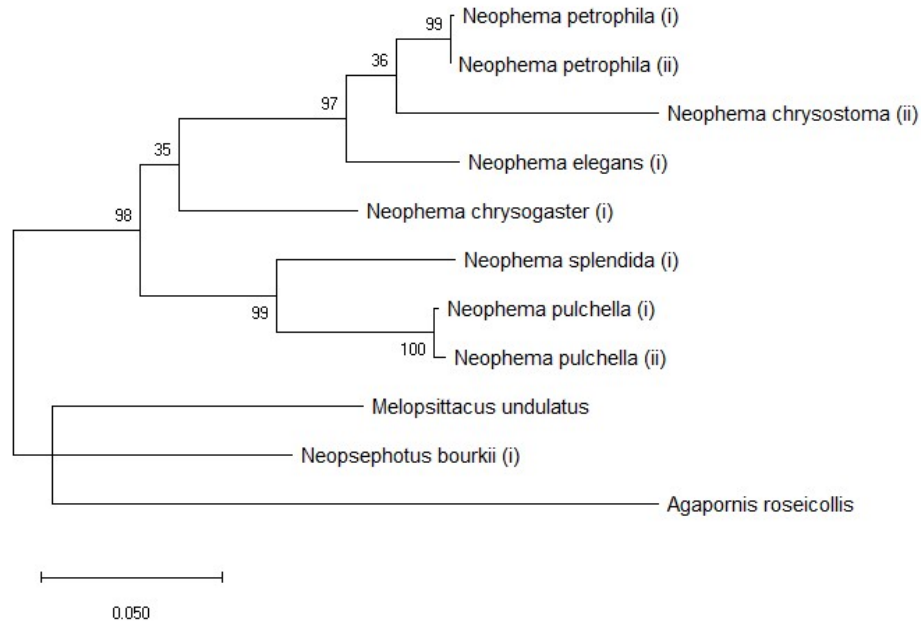 99 Neophema petrophila (i)
36 Neophema petrophila (ii)
97 Neophema chrysostoma (ii)
35 Neophema elegans (i)
98 Neophema chrysogaster (i)
Neophema splendida (i)
99 Neophema pulchella (i)
100 Neophema pulchella (ii)
Melopsittacus undulatus
Neopsephotus bourkii (i)
Agapornis roseicollis
0.050